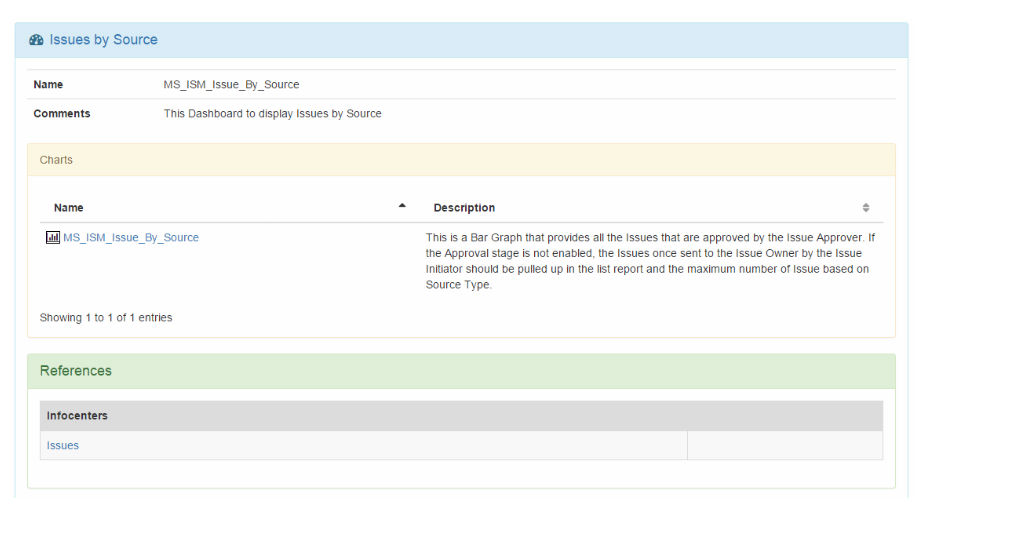 Issues by Source
Name MS_ISM_Issue_By_Source
Comments This Dashboard to display Issues by Source
Charts
Name Description
MS_ISM_Issue_By_Source This is a Bar Graph that provides all the Issues that are approved by the Issue Approver. If
the Approval stage is not enabled, the Issues once sent to the Issue Owner by the Issue
Initiator should be pulled up in the list report and the maximum number of Issue based on
Source Type.
Showing 1 to 1 of 1 entries
References
Infocenters
Issues